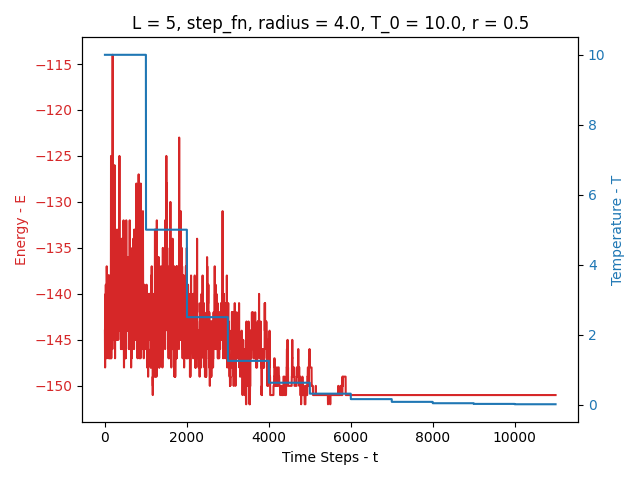 L = 5, step_fn, radius = 4.0, T_0 = 10.0, r = 0.5
−115
−120
−125
−130
−135
−140
−145
−150
Energy - E
10
8
6
4
2
0
Temperature - T
0 2000 4000 6000 8000 10000
Time Steps - t